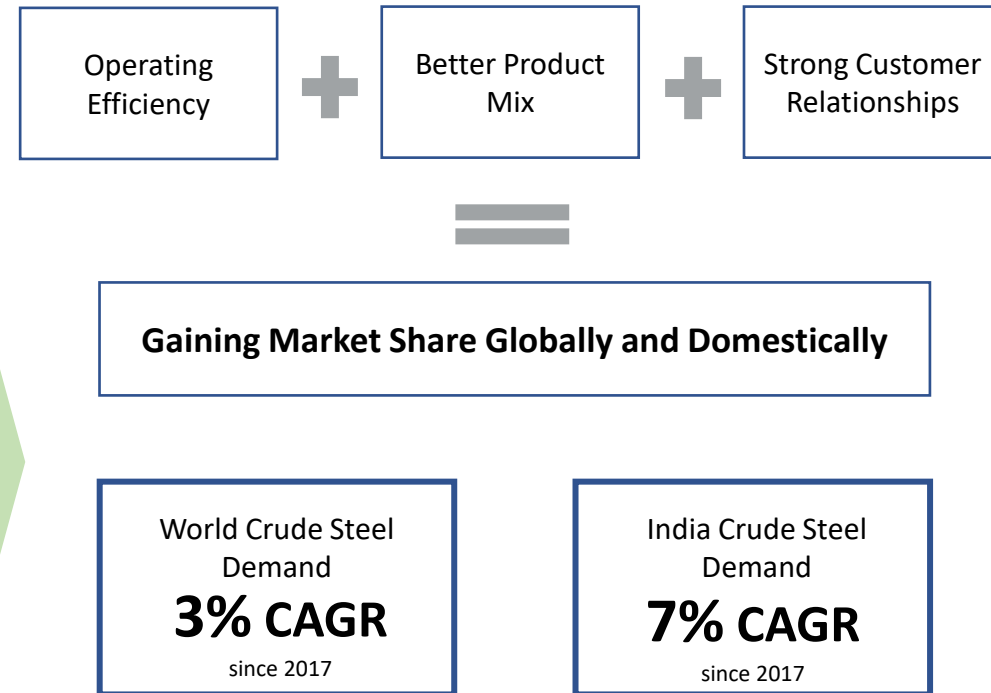 Operating
Efficiency
Better Product
Mix
Strong Customer
Relationships
Gaining Market Share Globally and Domestically
World Crude Steel
Demand
3% CAGR
since 2017
India Crude Steel
Demand
7% CAGR
since 2017